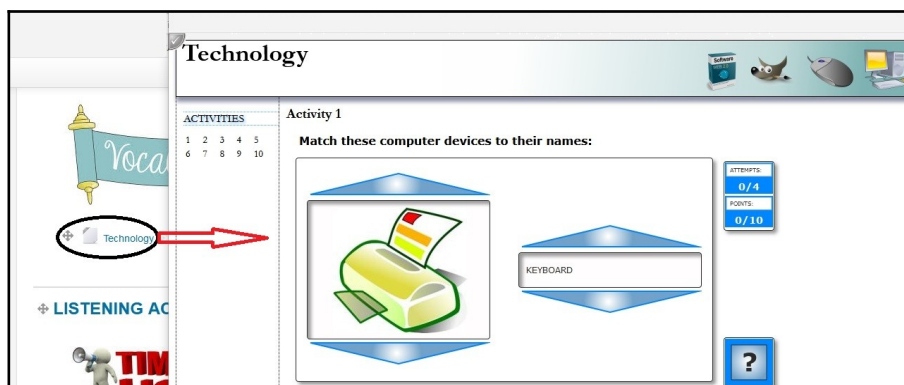 Technology
Software
ACTIVITIES
1 2 3 4 5
6 7 8 9 10
Activity 1
Match these computer devices to their names:
ATTEMPTS:
0/4
POINTS:
0/10
KEYBOARD
?
Voca
Technology
LISTENING AC
TIM